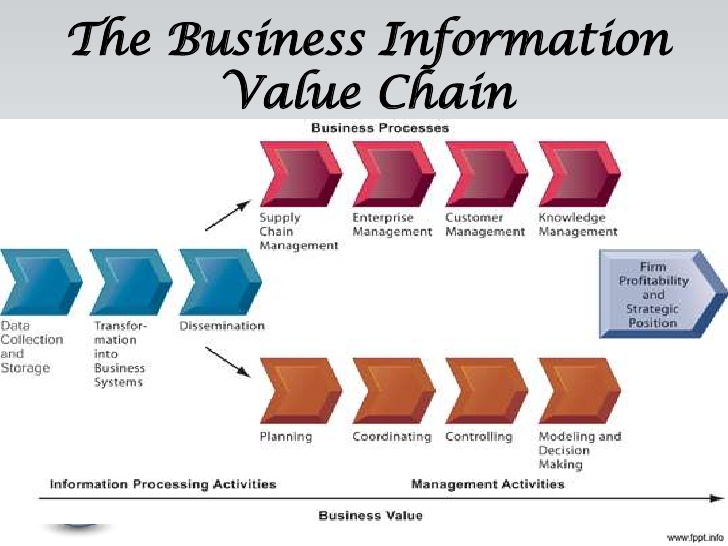 The Business Information
Value Chain
Business Processes
Supply
Chain
Management
Enterprise
Management
Customer
Management
Knowledge
Management
Firm
Profitability
and
Strategic
Position
Data
Collection
and
Storage
Transfor-
mation
into
Business
Systems
Dissemination
Planning
Coordinating
Controlling
Modeling and
Decision
Making
Information Processing Activities
Management Activities
Business Value
www.fppt.info